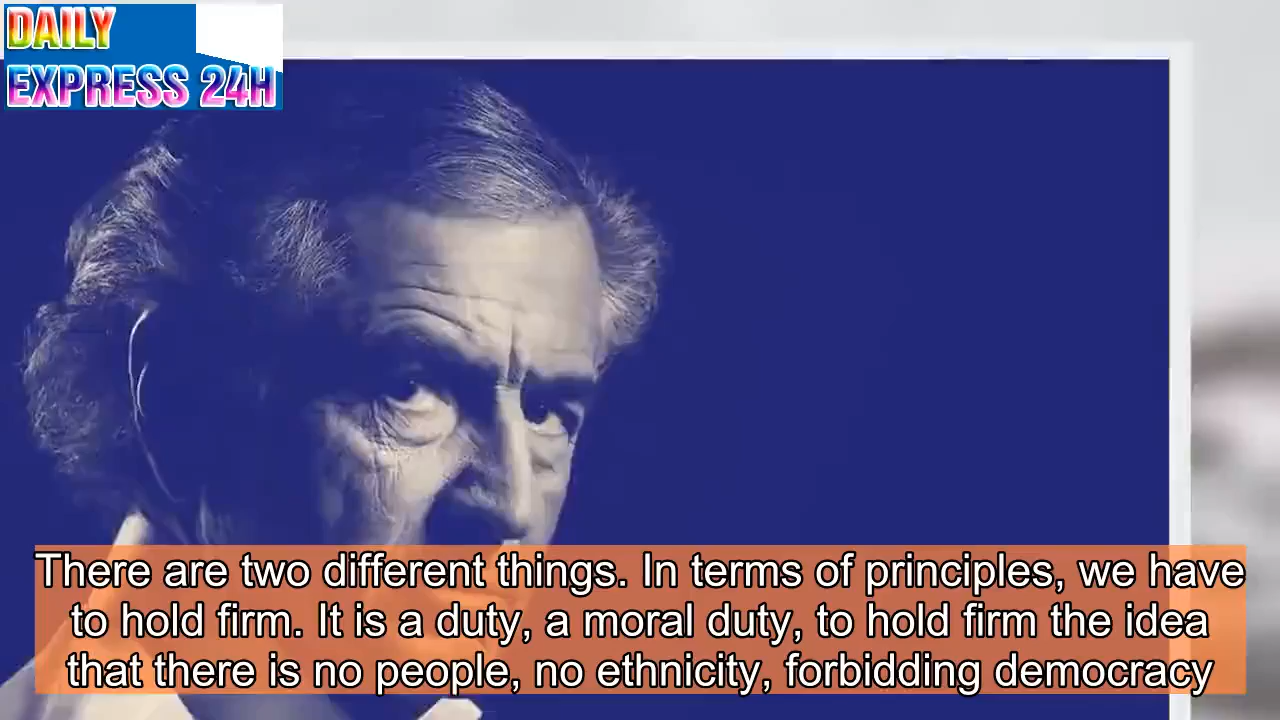 DAILY
EXPRESS 24H
There are two different things. In terms of principles, we have
to hold firm. It is a duty, a moral duty, to hold firm the idea
that there is no people, no ethnicity, forbidding democracy